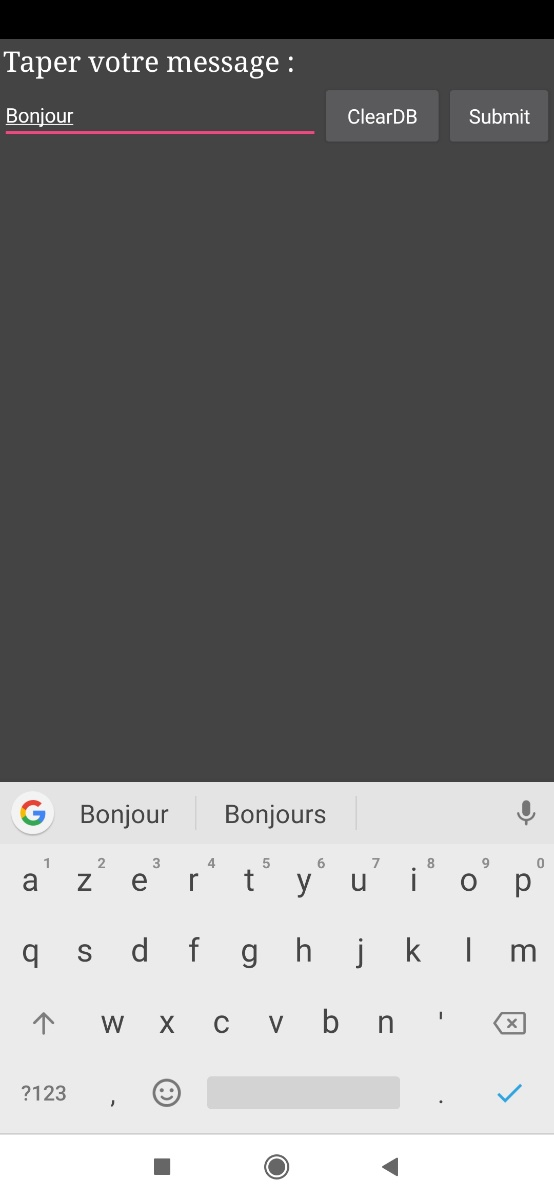 Taper votre message :
Bonjour ClearDB Submit
Bonjour Bonjours
1 2 3 4 5 6 7 8 9 0
a z e r t y u i o p
q s d f g h j k l m
w x c v b n '
?123 , .